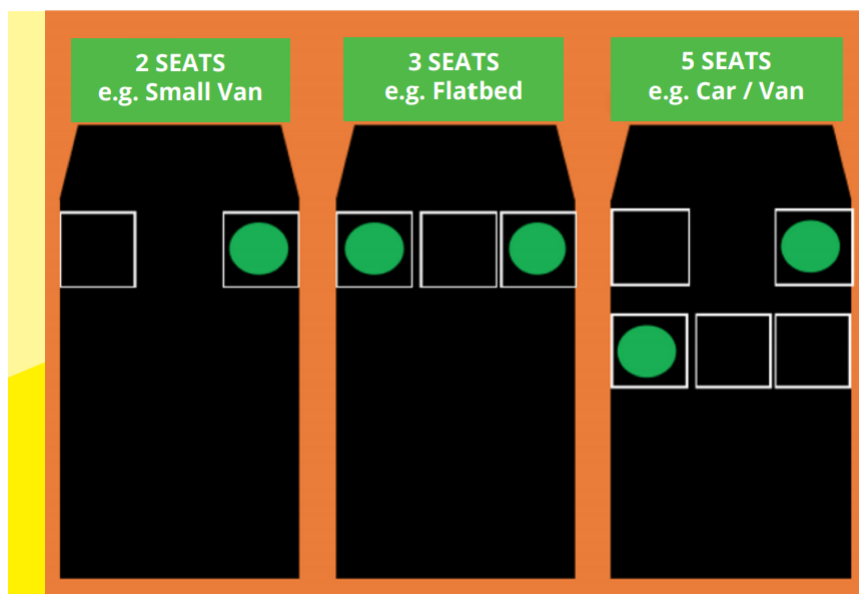 2 SEATS
e.g. Small Van
3 SEATS
e.g. Flatbed
5 SEATS
e.g. Car / Van